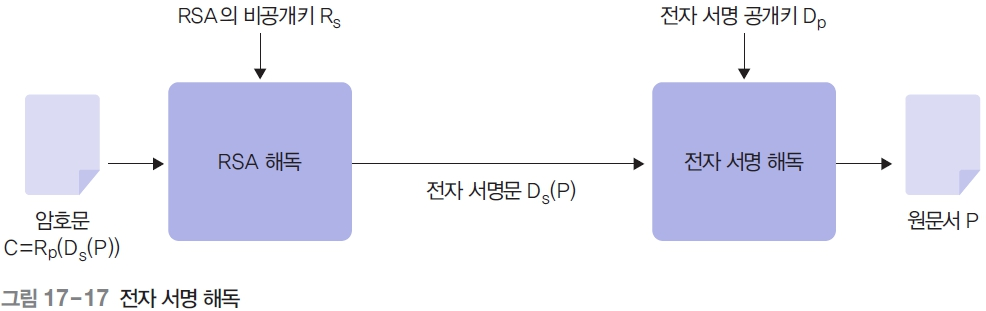 RSA의 비공개키 Rs
전자 서명 공개키 Dp
RSA 해독
전자 서명 해독
전자 서명문 Ds(P)
암호문
C=Rp(Ds(P))
원문서 P
그림 17-17 전자 서명 해독